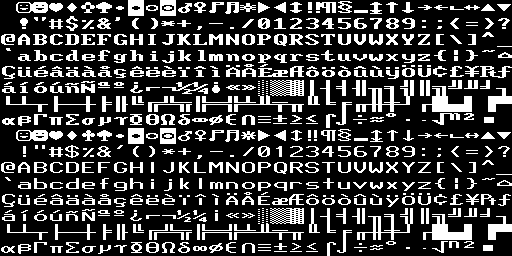 ☺☻♥♦♣♠•◘○◙♂♀♪♫☼►◄↕‼¶§▬↨↑↓→←∟↔▲▼
!"#$%&'()*+,-./0123456789:;<=>?
@ABCDEFGHIJKLMNOPQRSTUVWXYZ[\]^_
`abcdefghijklmnopqrstuvwxyz{|}~⌂
ÇüéâäàåçêëèïîìÄÅÉæÆôöòûùÿÖÜ¢£¥₧ƒ
áíóúñÑªº¿⌐¬½¼¡«»░▒▓│┤╡╢╖╕╣║╗╝╜╛┐
└┴┬├─┼╞╟╚╔╩╦╠═╬╧╨╤╥╙╘╒╓╫╪┘┌█▄▌▐▀
αßΓπΣσµτΦΘΩδ∞φε∩≡±≥≤⌠⌡÷≈°∙·√ⁿ²■
☺☻♥♦♣♠•◘○◙♂♀♪♫☼►◄↕‼¶§▬↨↑↓→←∟↔▲▼
!"#$%&'()*+,-./0123456789:;<=>?
@ABCDEFGHIJKLMNOPQRSTUVWXYZ[\]^_
`abcdefghijklmnopqrstuvwxyz{|}~⌂
ÇüéâäàåçêëèïîìÄÅÉæÆôöòûùÿÖÜ¢£¥₧ƒ
áíóúñÑªº¿⌐¬½¼¡«»░▒▓│┤╡╢╖╕╣║╗╝╜╛┐
└┴┬├─┼╞╟╚╔╩╦╠═╬╧╨╤╥╙╘╒╓╫╪┘┌█▄▌▐▀
αßΓπΣσµτΦΘΩδ∞φε∩≡±≥≤⌠⌡÷≈°∙·√ⁿ²■